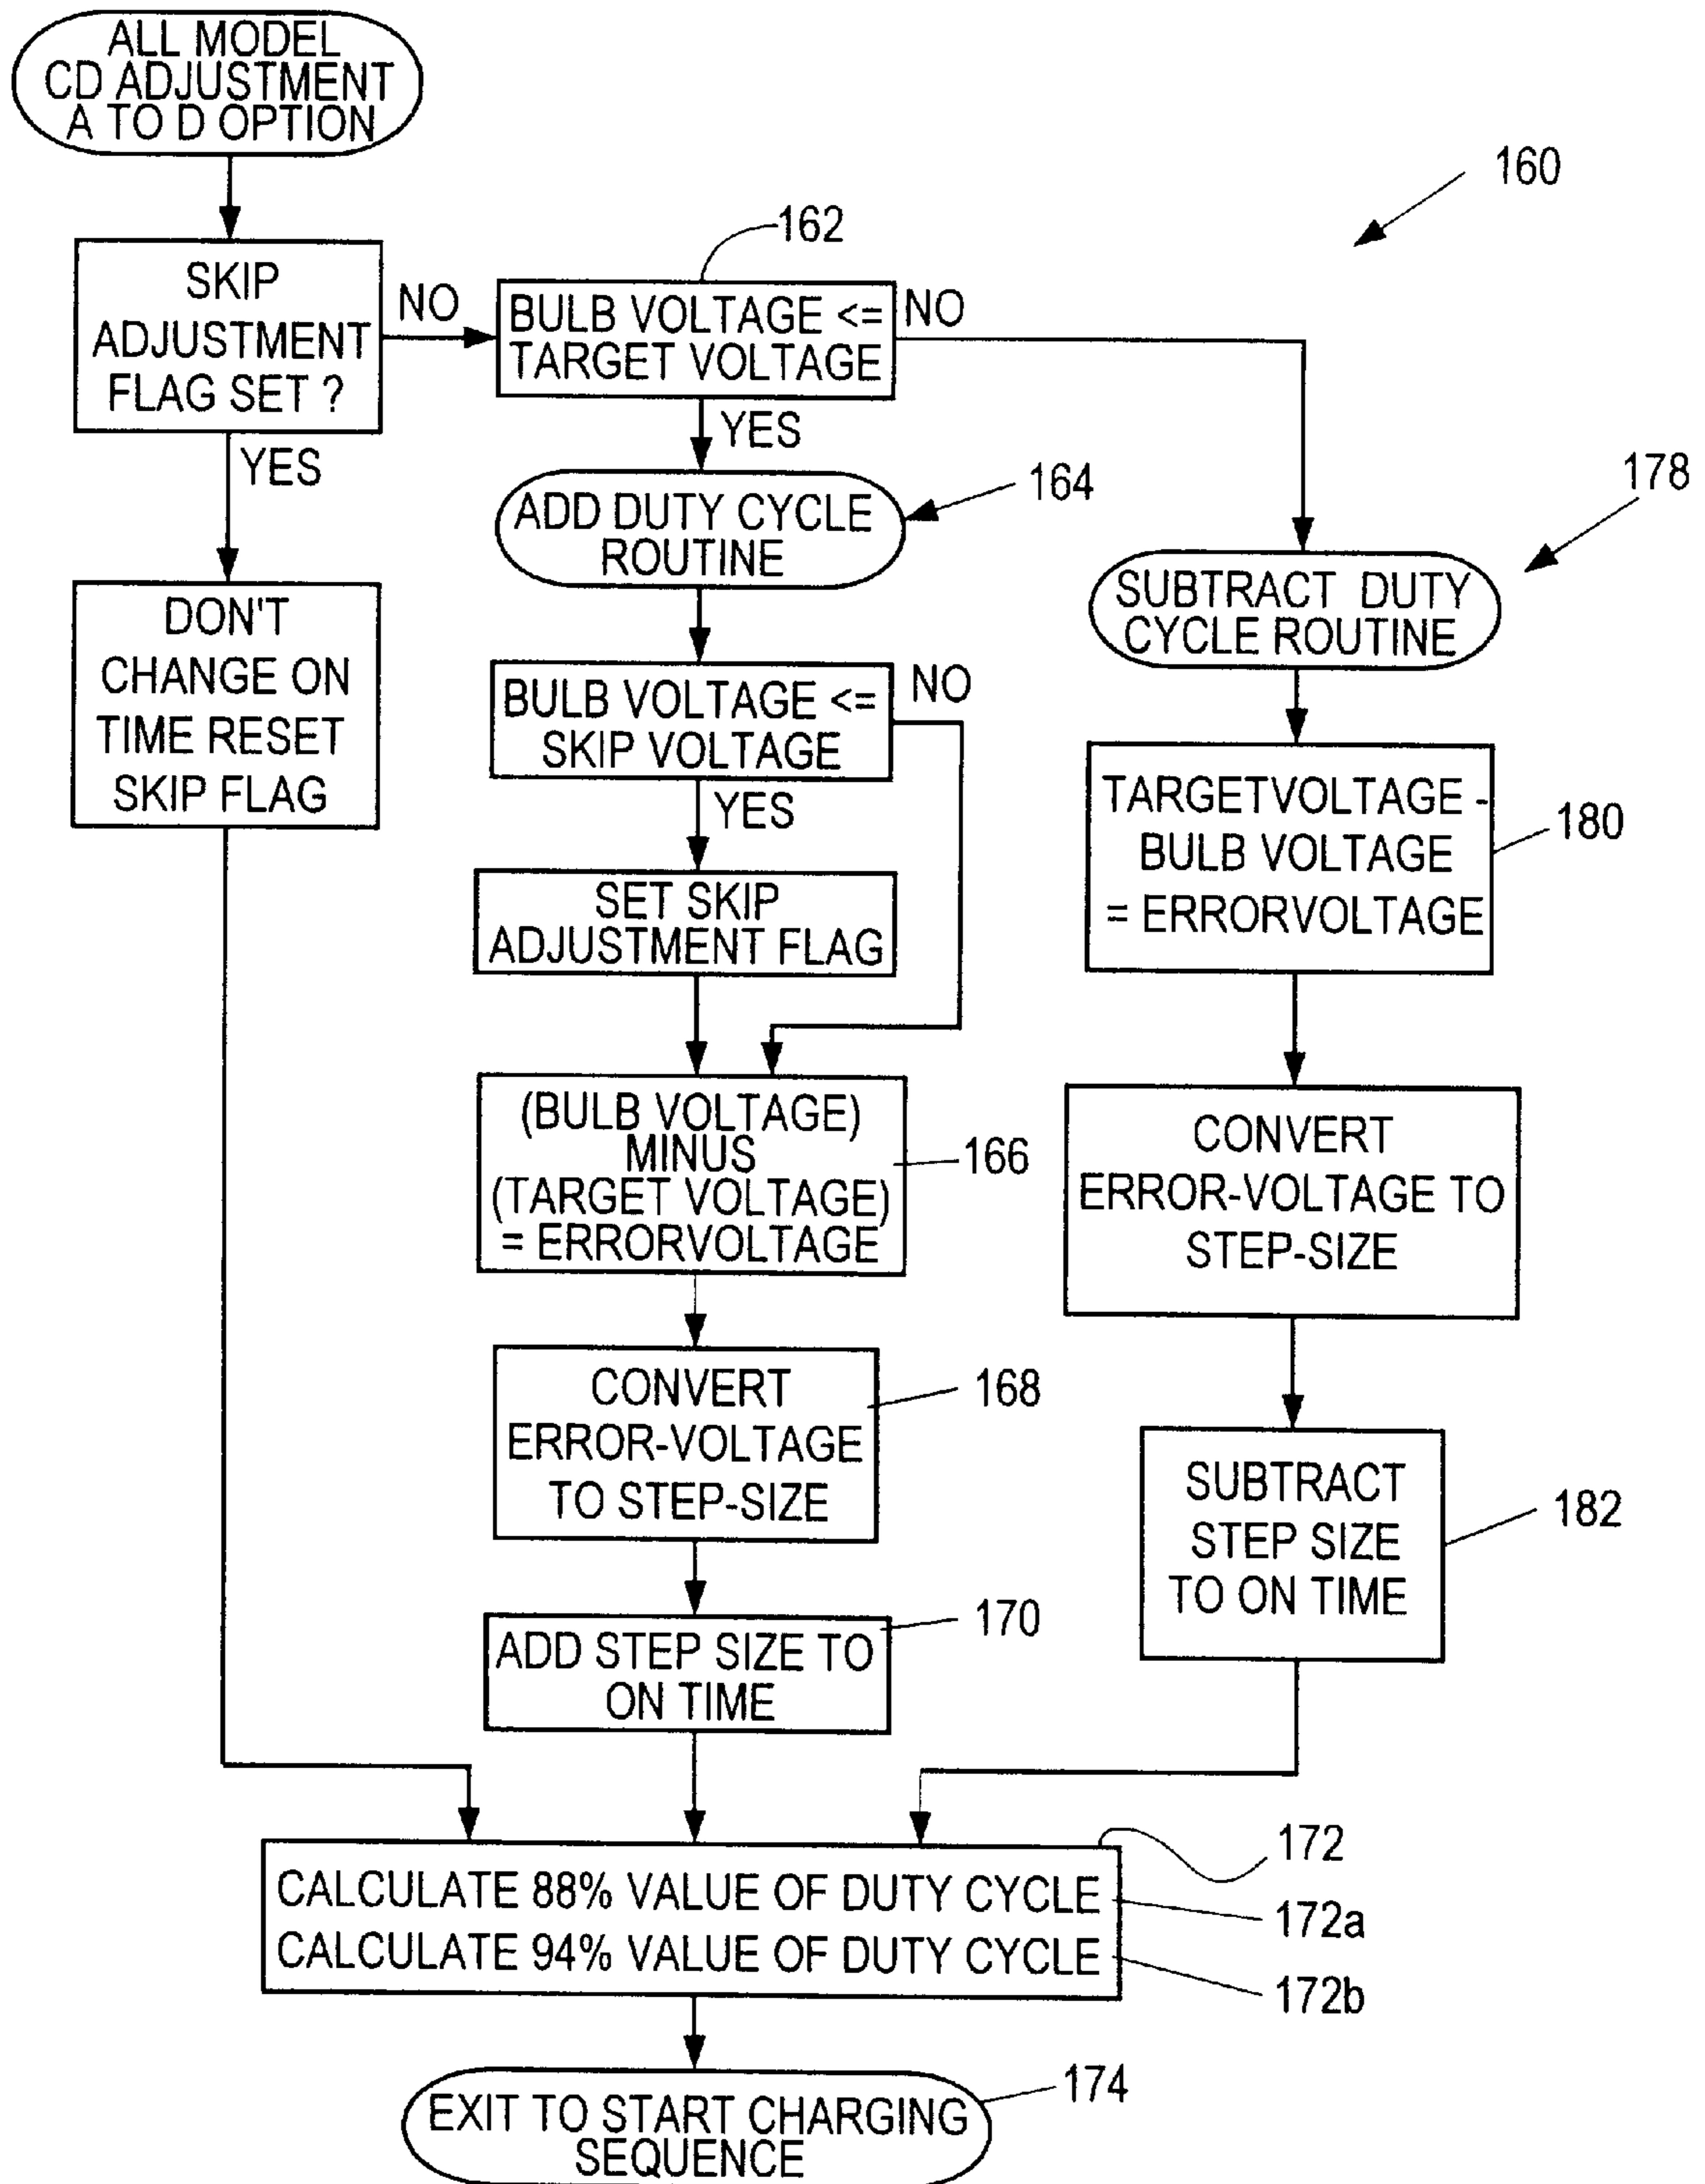 ALL MODEL
CD ADJUSTMENT
A TO D OPTION
160
162
SKIP
ADJUSTMENT
FLAG SET ?
NO
BULB VOLTAGE <=
TARGET VOLTAGE
NO
YES
YES
ADD DUTY CYCLE
ROUTINE
164
178
SUBTRACT DUTY
CYCLE ROUTINE
DON'T
CHANGE ON
TIME RESET
SKIP FLAG
BULB VOLTAGE <=
SKIP VOLTAGE
NO
YES
TARGETVOLTAGE -
BULB VOLTAGE
= ERRORVOLTAGE
180
SET SKIP
ADJUSTMENT FLAG
(BULB VOLTAGE)
MINUS
(TARGET VOLTAGE)
= ERRORVOLTAGE
166
CONVERT
ERROR-VOLTAGE TO
STEP-SIZE
CONVERT
ERROR-VOLTAGE
TO STEP-SIZE
168
SUBTRACT
STEP SIZE
TO ON TIME
182
ADD STEP SIZE TO
ON TIME
170
172
CALCULATE 88% VALUE OF DUTY CYCLE
172a
CALCULATE 94% VALUE OF DUTY CYCLE
172b
EXIT TO START CHARGING
SEQUENCE
174